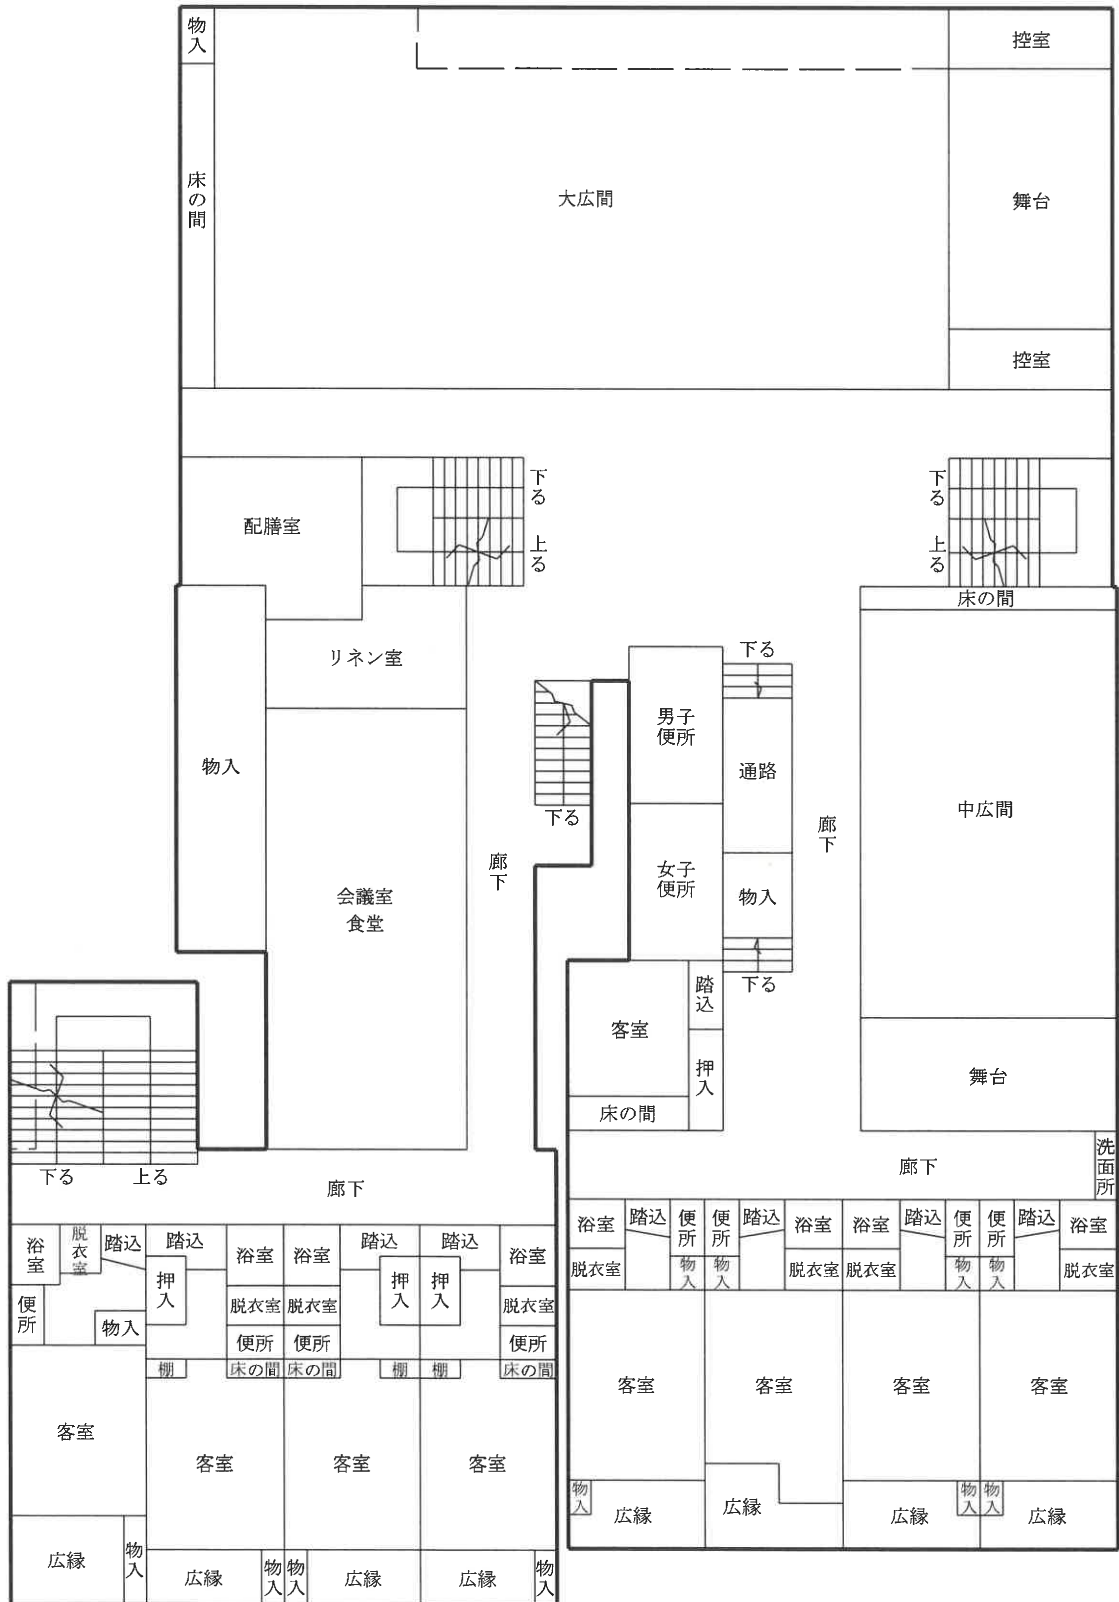 物入
控室
床の間
大広間
舞台
控室
下る
下る
配膳室
上る
上る
床の間
リネン室
下る
男子
便所
物入
通路
中広間
下る
廊下
廊下
女子
便所
会議室
食堂
物入
踏込
下る
客室
押入
舞台
床の間
洗面所
下る
上る
廊下
廊下
浴室
脱衣室
踏込
踏込
浴室
浴室
踏込
踏込
浴室
浴室
踏込
便所
便所
踏込
浴室
浴室
踏込
便所
便所
踏込
浴室
脱衣室
物入
物入
脱衣室
脱衣室
物入
物入
脱衣室
押入
押入
押入
便所
物入
脱衣室
脱衣室
脱衣室
便所
便所
便所
棚
床の間
床の間
棚
棚
床の間
客室
客室
客室
客室
客室
客室
客室
客室
物入
広縁
広縁
広縁
物入
物入
広縁
広縁
物入
広縁
物入
物入
広縁
広縁
物入